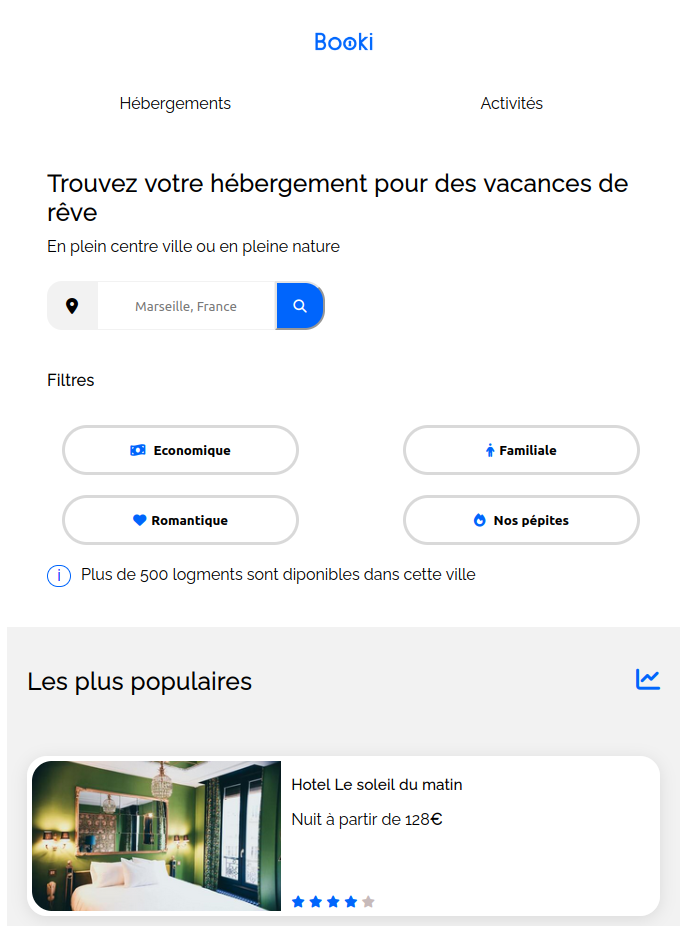 Booki
Hébergements Activités
Trouvez votre hébergement pour des vacances de
rêve
En plein centre ville ou en pleine nature
Marseille, France
Filtres
Economique Familiale
Romantique Nos pépites
i Plus de 500 logments sont diponibles dans cette ville
Les plus populaires
Hotel Le soleil du matin
Nuit à partir de 128€